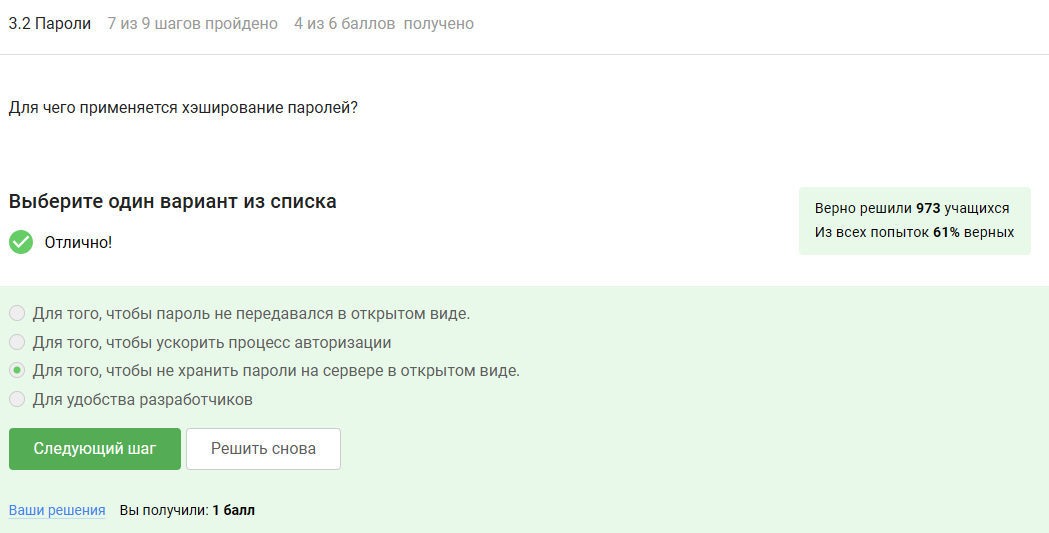 3.2 Пароли 7 из 9 шагов пройдено 4 из 6 баллов получено
Для чего применяется хэширование паролей?
Выберите один вариант из списка
Отлично!
Верно решили 973 учащихся
Из всех попыток 61% верных
Для того, чтобы пароль не передавался в открытом виде.
Для того, чтобы ускорить процесс авторизации
Для того, чтобы не хранить пароли на сервере в открытом виде.
Для удобства разработчиков
Следующий шаг Решить снова
Ваши решения Вы получили: 1 балл